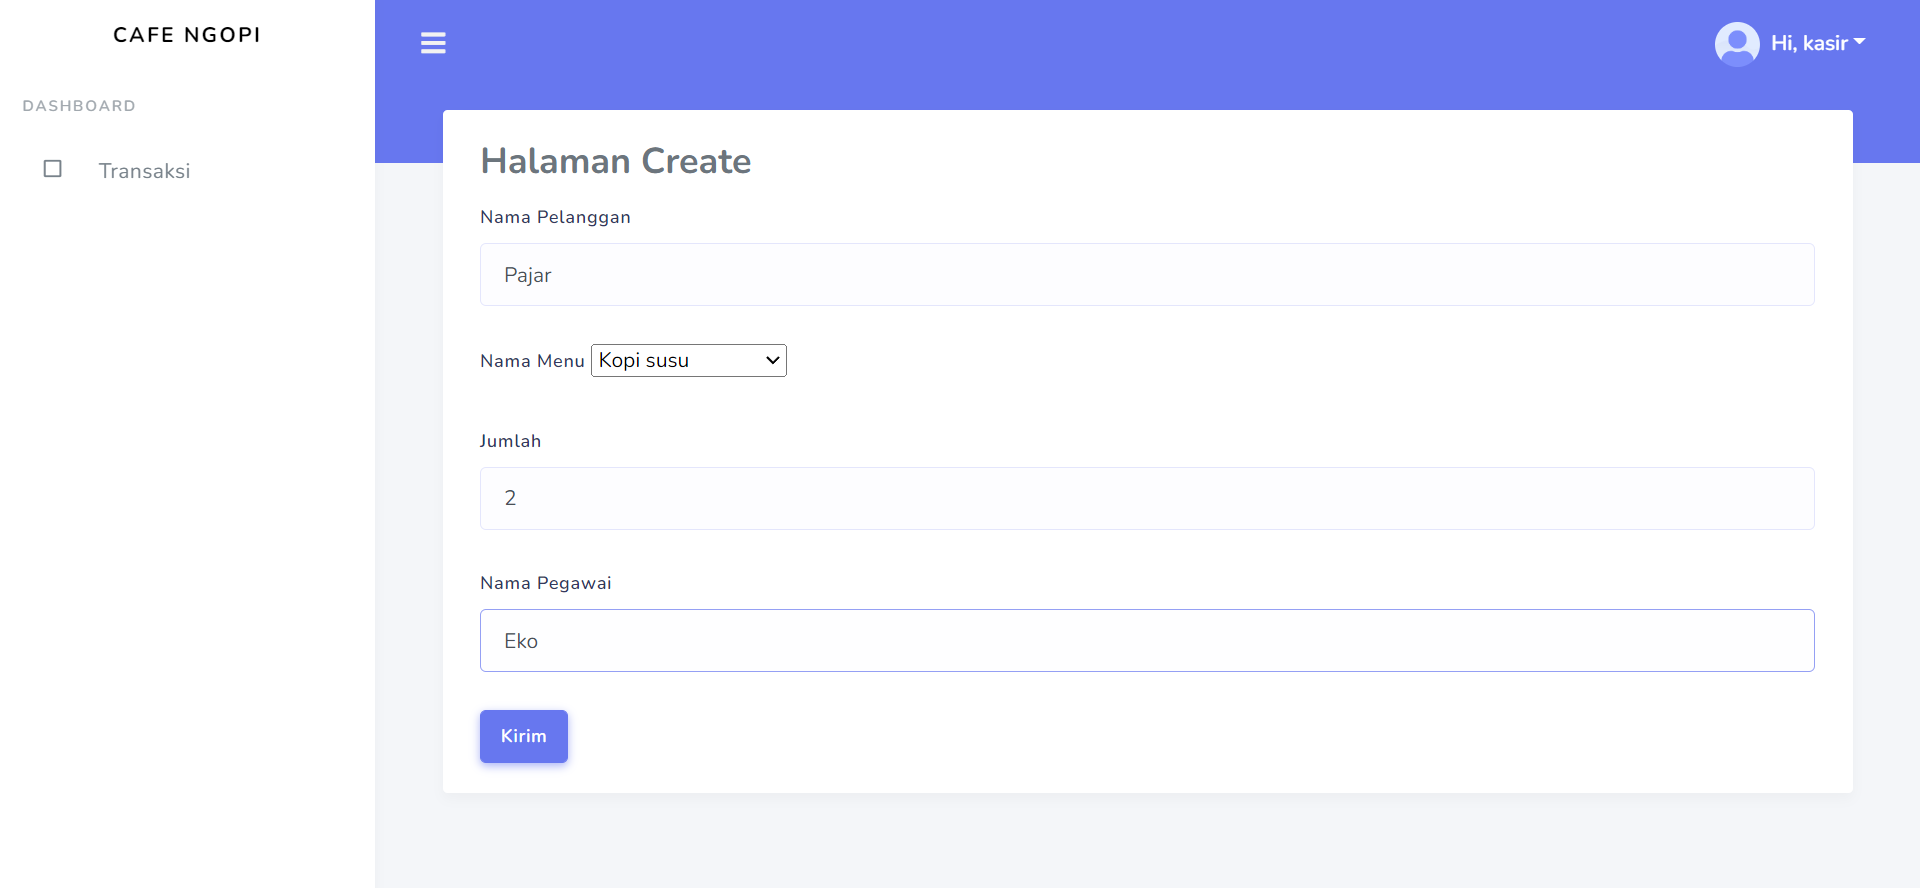 CAFE NGOPI
Hi, kasir
DASHBOARD
Transaksi
Halaman Create
Nama Pelanggan
Pajar
Nama Menu Kopi susu
Jumlah
2
Nama Pegawai
Eko
Kirim